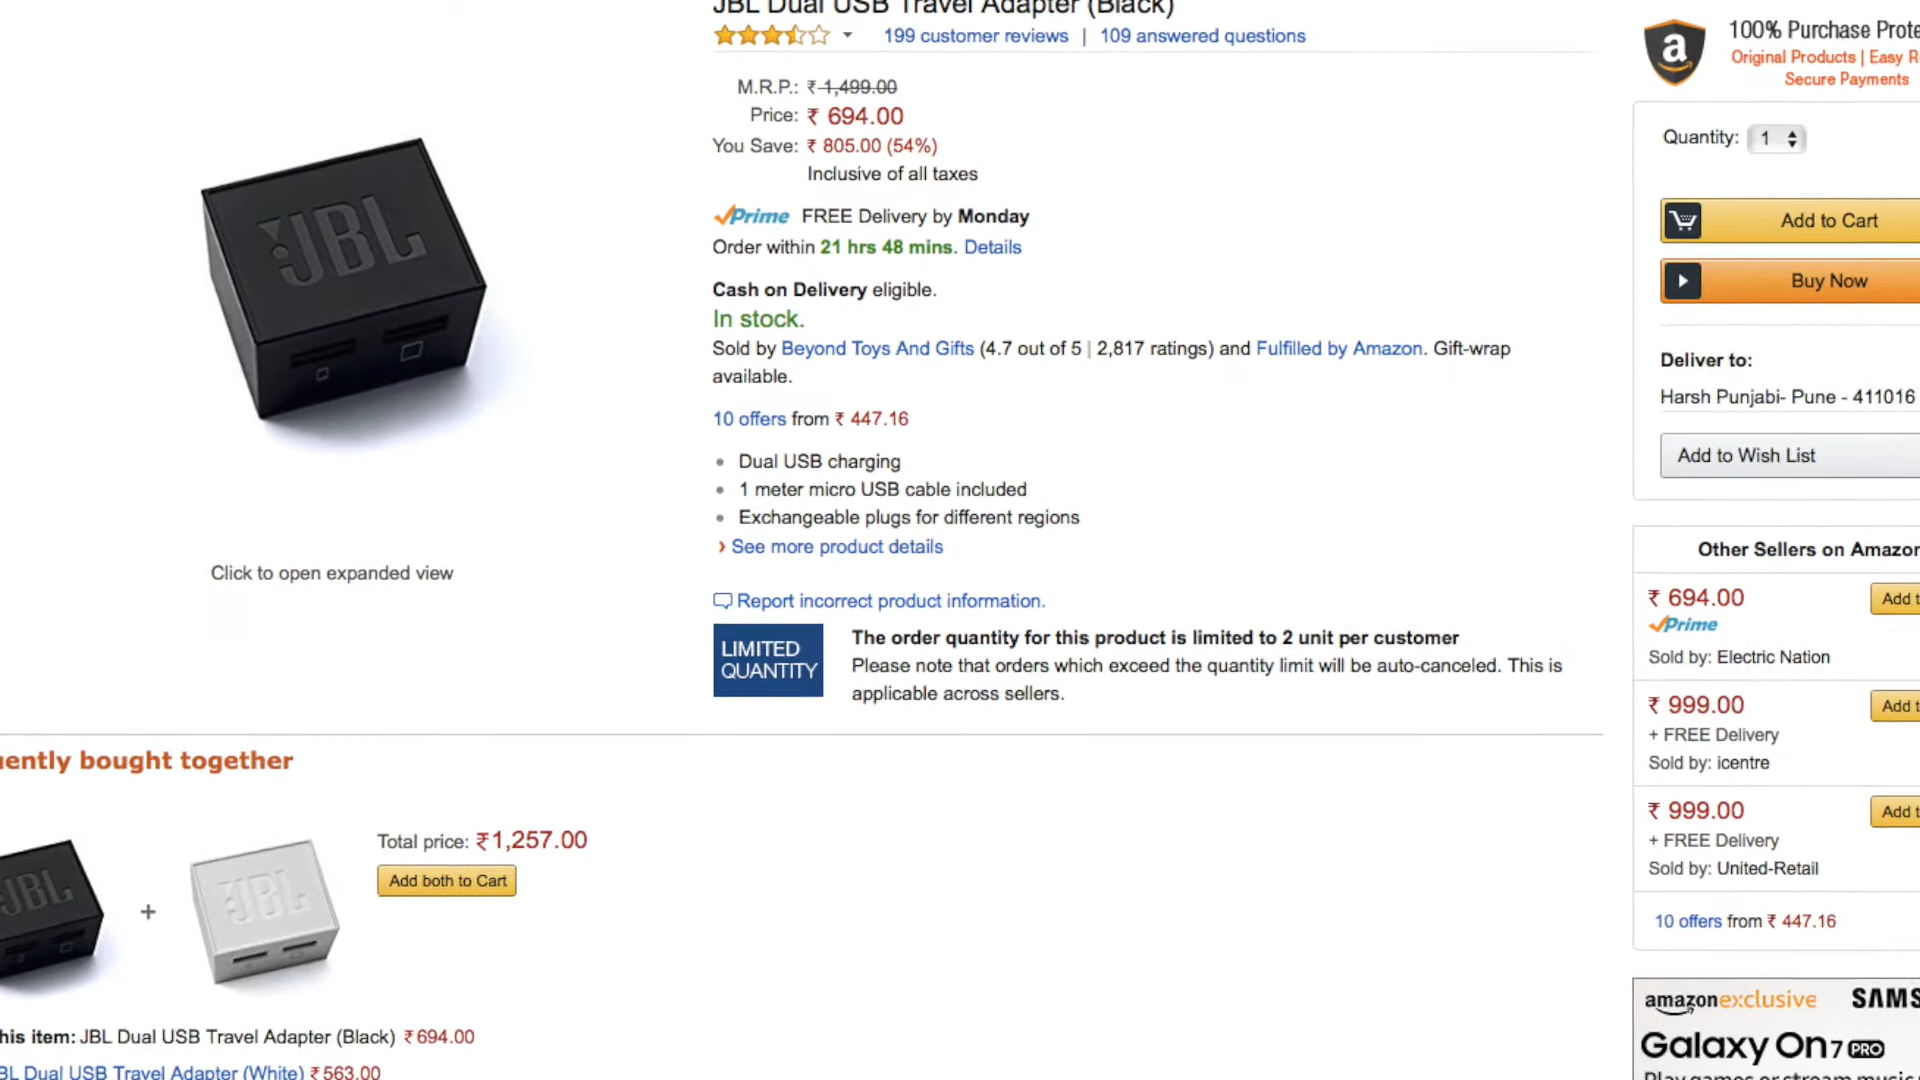 JBL Dual USB Travel Adapter (Black)
199 customer reviews | 109 answered questions
M.R.P.: ₹ 1,499.00
Price: ₹ 694.00
You Save: ₹ 805.00 (54%)
Inclusive of all taxes
Prime FREE Delivery by Monday
Order within 21 hrs 48 mins. Details
Cash on Delivery eligible.
In stock.
Sold by Beyond Toys And Gifts (4.7 out of 5 | 2,817 ratings) and Fulfilled by Amazon. Gift-wrap
available.
10 offers from ₹ 447.16
Dual USB charging
1 meter micro USB cable included
Exchangeable plugs for different regions
› See more product details
Report incorrect product information.
LIMITED
QUANTITY
The order quantity for this product is limited to 2 unit per customer
Please note that orders which exceed the quantity limit will be auto-canceled. This is
applicable across sellers.
JBL
Click to open expanded view
uently bought together
JBL
+
JBL
Total price: ₹1,257.00
Add both to Cart
his item: JBL Dual USB Travel Adapter (Black) ₹ 694.00
BL Dual USB Travel Adapter (White) ₹ 563.00
a
100% Purchase Prote
Original Products | Easy R
Secure Payments
Quantity: 1
Add to Cart
Buy Now
Deliver to:
Harsh Punjabi- Pune - 411016
Add to Wish List
Other Sellers on Amazon
₹ 694.00
Add t
Prime
Sold by: Electric Nation
₹ 999.00
Add t
+ FREE Delivery
Sold by: icentre
₹ 999.00
Add t
+ FREE Delivery
Sold by: United-Retail
10 offers from ₹ 447.16
amazonexclusive SAMS
Galaxy On7 PRO
Play games or stream music